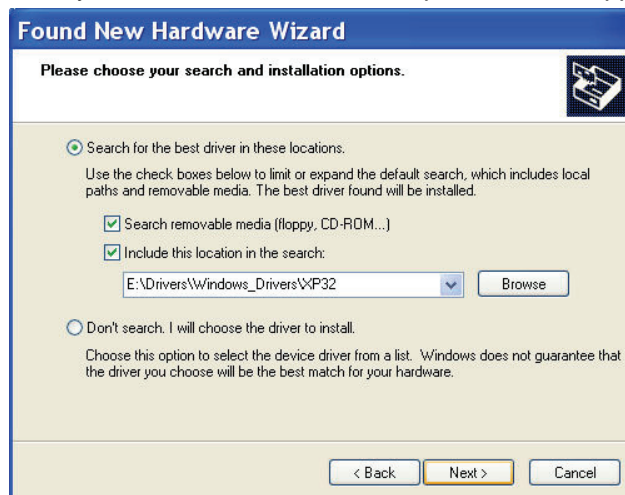 Found New Hardware Wizard
Please choose your search and installation options.
Search for the best driver in these locations.
Use the check boxes below to limit or expand the default search, which includes local
paths and removable media. The best driver found will be installed.
Search removable media (floppy, CD-ROM...)
Include this location in the search:
E:\Drivers\Windows_Drivers\XP32
Browse
Don't search. I will choose the driver to install.
Choose this option to select the device driver from a list. Windows does not guarantee that
the driver you choose will be the best match for your hardware.
< Back Next > Cancel